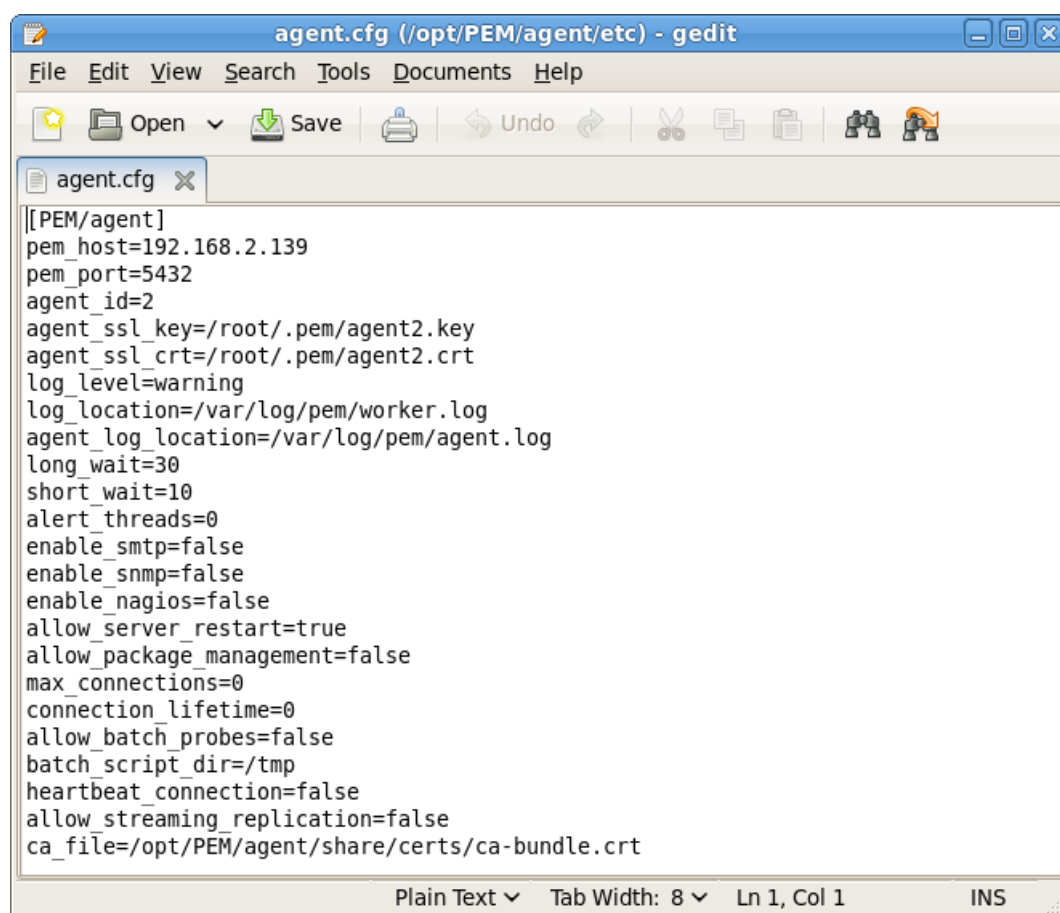 agent.cfg (/opt/PEM/agent/etc) - gedit
File Edit View Search Tools Documents Help
Open Save Undo
agent.cfg
[PEM/agent]
pem_host=192.168.2.139
pem_port=5432
agent_id=2
agent_ssl_key=/root/.pem/agent2.key
agent_ssl_crt=/root/.pem/agent2.crt
log_level=warning
log_location=/var/log/pem/worker.log
agent_log_location=/var/log/pem/agent.log
long_wait=30
short_wait=10
alert_threads=0
enable_smtp=false
enable_snmp=false
enable_nagios=false
allow_server_restart=true
allow_package_management=false
max_connections=0
connection_lifetime=0
allow_batch_probes=false
batch_script_dir=/tmp
heartbeat_connection=false
allow_streaming_replication=false
ca_file=/opt/PEM/agent/share/certs/ca-bundle.crt
Plain Text Tab Width: 8 Ln 1, Col 1 INS